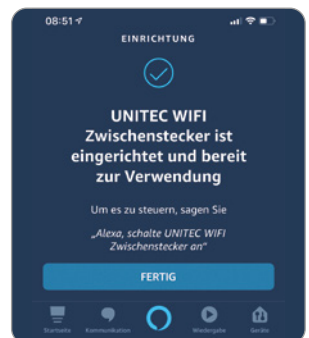 08:51
EINRICHTUNG
UNITEC WIFI
Zwischenstecker ist
eingerichtet und bereit
zur Verwendung
Um es zu steuern, sagen Sie
„Alexa, schalte UNITEC WIFI
Zwischenstecker an"
FERTIG
Startseite Kommunikation Wiedergabe Geräte